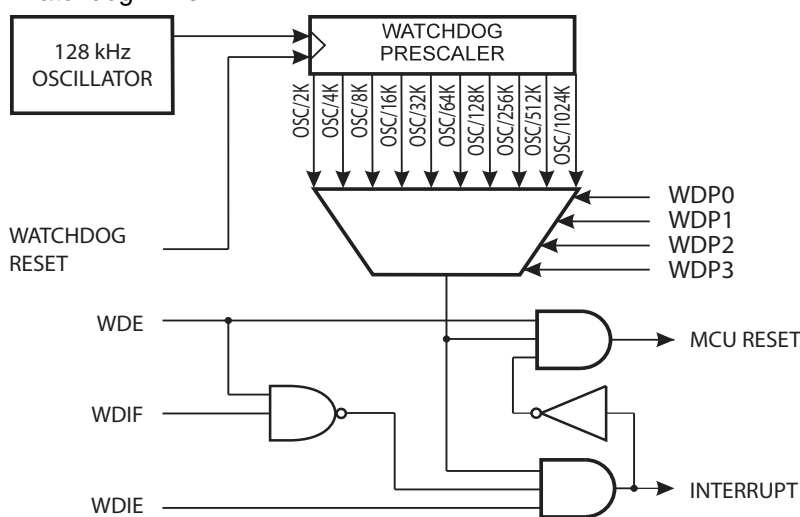 128 kHz
OSCILLATOR
WATCHDOG
PRESCALER
OSC/2K
OSC/4K
OSC/8K
OSC/16K
OSC/32K
OSC/64K
OSC/128K
OSC/256K
OSC/512K
OSC/1024K
WDP0
WDP1
WDP2
WDP3
WATCHDOG
RESET
WDE
MCU RESET
WDIF
INTERRUPT
WDIE